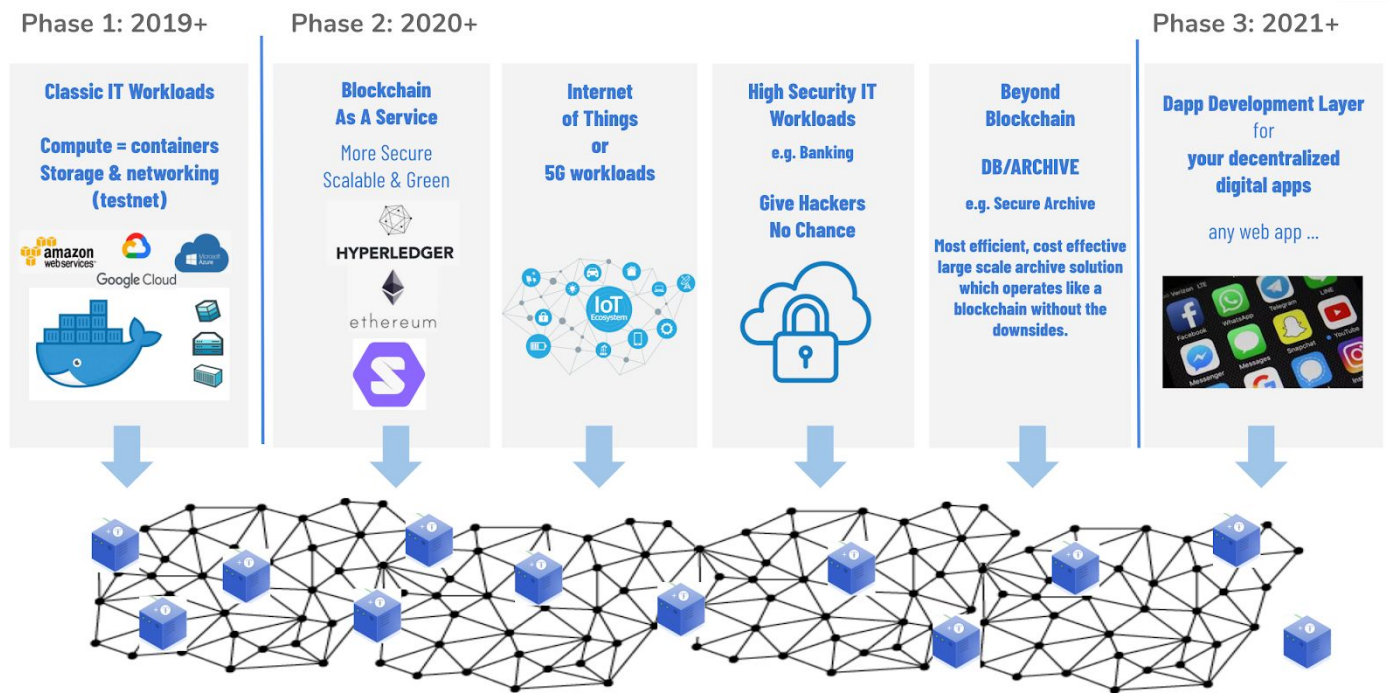 Phase 1: 2019+
Phase 2: 2020+
Phase 3: 2021+
Classic IT Workloads
Compute = containers
Storage & networking
(testnet)
amazon
webservices
Google Cloud
Microsoft
Azure
Blockchain
As A Service
More Secure
Scalable & Green
HYPERLEDGER
ethereum
S
Internet
of Things
or
5G workloads
IoT
Ecosystem
High Security IT
Workloads
e.g. Banking
Give Hackers
No Chance
Beyond
Blockchain
DB/ARCHIVE
e.g. Secure Archive
Most efficient, cost effective
large scale archive solution
which operates like a
blockchain without the
downsides.
Dapp Development Layer
for
your decentralized
digital apps
any web app ...
Verizon LTE
Facebook
WhatsApp
Telegram
LINE
Messenger
Messages
Snapchat
YouTube